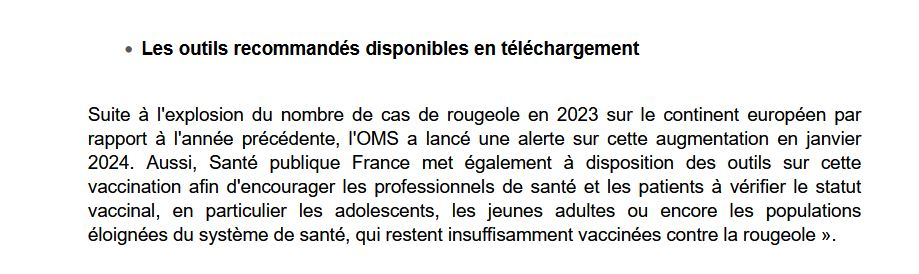 • Les outils recommandés disponibles en téléchargement
Suite à l'explosion du nombre de cas de rougeole en 2023 sur le continent européen par
rapport à l'année précédente, l'OMS a lancé une alerte sur cette augmentation en janvier
2024. Aussi, Santé publique France met également à disposition des outils sur cette
vaccination afin d'encourager les professionnels de santé et les patients à vérifier le statut
vaccinal, en particulier les adolescents, les jeunes adultes ou encore les populations
éloignées du système de santé, qui restent insuffisamment vaccinées contre la rougeole ».